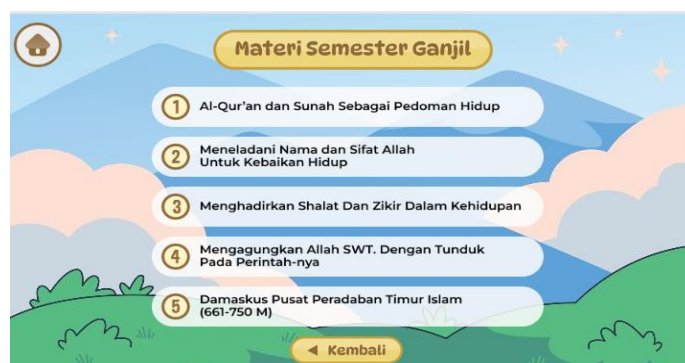 Materi Semester Ganjil
1 Al-Qur'an dan Sunah Sebagai Pedoman Hidup
2 Meneladani Nama dan Sifat Allah
Untuk Kebaikan Hidup
3 Menghadirkan Shalat Dan Zikir Dalam Kehidupan
4 Mengagungkan Allah SWT. Dengan Tunduk
Pada Perintah-nya
5 Damaskus Pusat Peradaban Timur Islam
(661-750 M)
Kembali